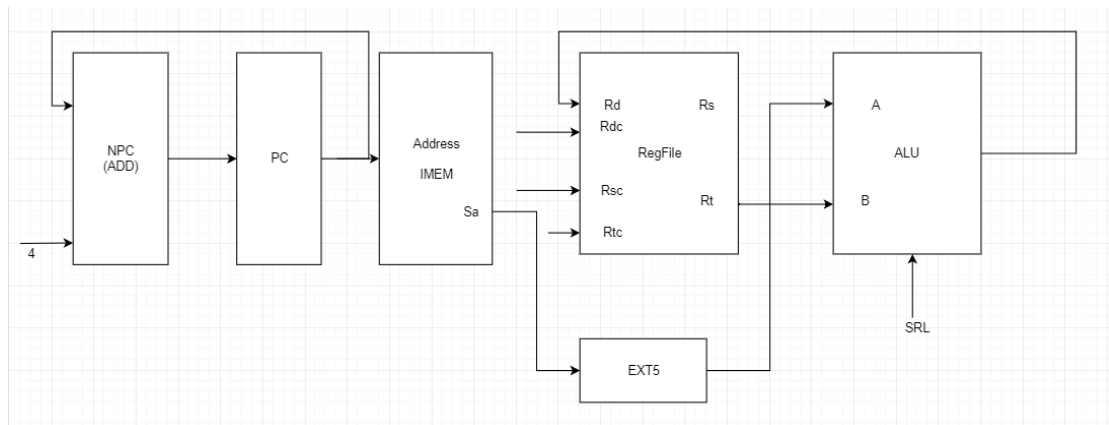 NPC
(ADD)
4
PC
Address
IMEM
Sa
Rd
Rs
Rdc
RegFile
Rsc
Rt
Rtc
EXT5
A
ALU
B
SRL